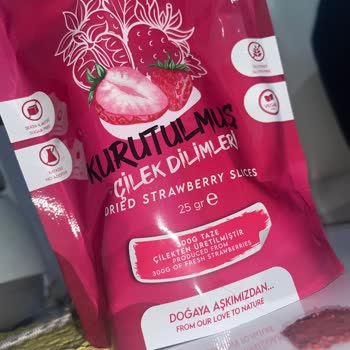 KURUTULMUŞ
ÇİLEK DİLİMLERİ
DRIED STRAWBERRY SLICES
25 gr e
300G TAZE
ÇİLEKTEN ÜRETİLMİŞTİR
PRODUCED FROM
300G OF FRESH STRAWBERRIES
DOĞAYA AŞKIMIZDAN...
FROM OUR LOVE TO NATURE